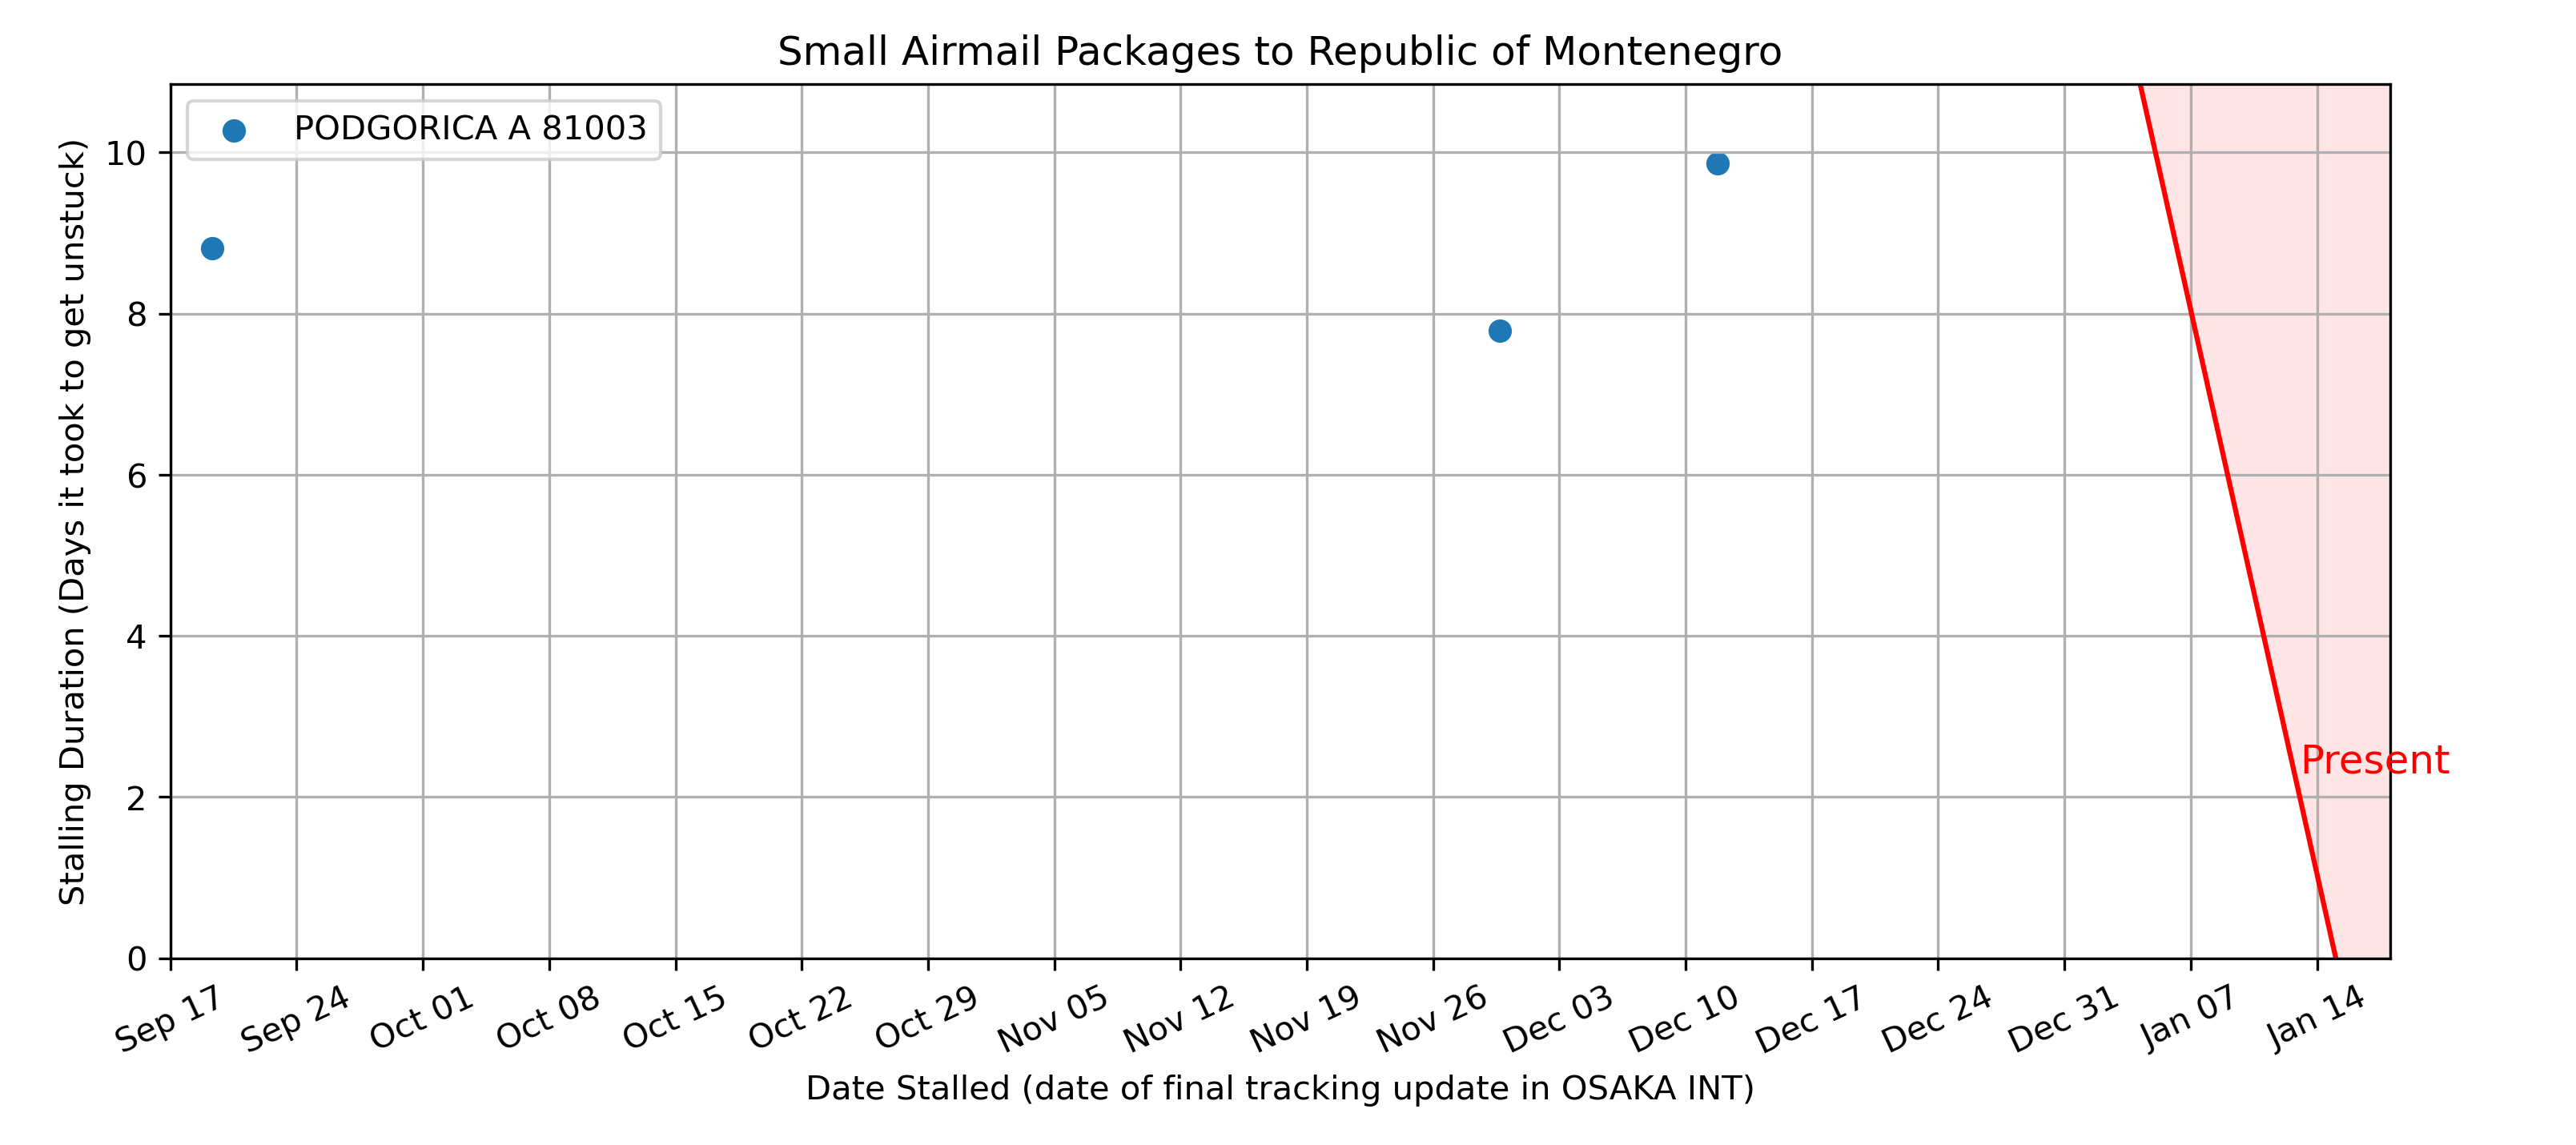 Small Airmail Packages to Republic of Montenegro
PODGORICA A 81003
Stalling Duration (Days it took to get unstuck)
10
8
6
4
2
0
Present
Sep 17
Sep 24
Oct 01
Oct 08
Oct 15
Oct 22
Oct 29
Nov 05
Nov 12
Nov 19
Nov 26
Dec 03
Dec 10
Dec 17
Dec 24
Dec 31
Jan 07
Jan 14
Date Stalled (date of final tracking update in OSAKA INT)